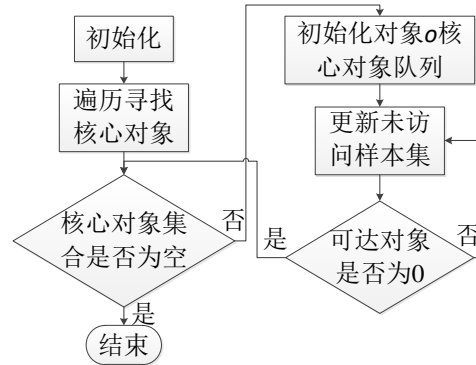 初始化
遍历寻找
核心对象
核心对象集
合是否为空
否
是
结束
初始化对象o核
心对象队列
更新未访
问样本集
可达对象
是否为0
是
否